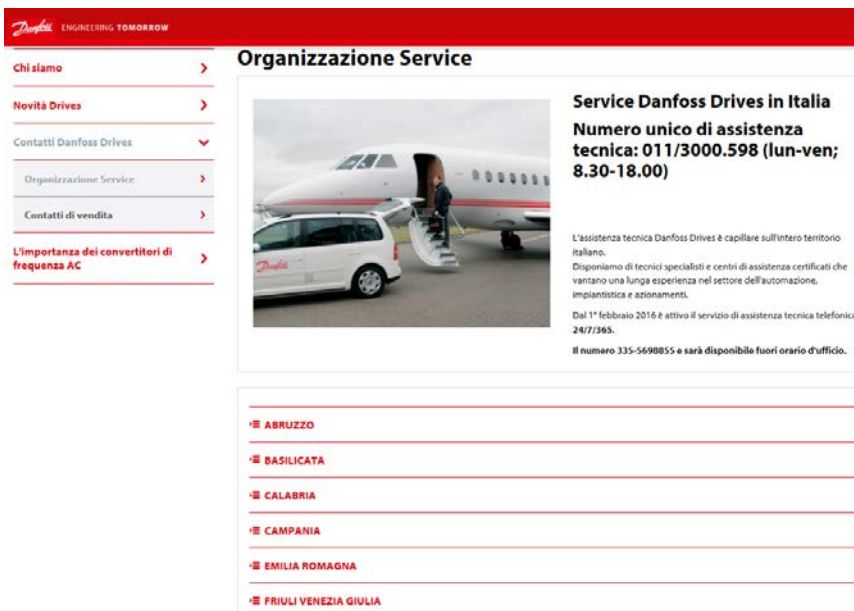 Danfoss ENGINEERING TOMORROW
Chi siamo
Novità Drives
Contatti Danfoss Drives
Organizzazione Service
Contatti di vendita
L'importanza dei convertitori di
frequenza AC
Organizzazione Service
Danfoss
Service Danfoss Drives in Italia
Numero unico di assistenza
tecnica: 011/3000.598 (lun-ven;
8.30-18.00)
L'assistenza tecnica Danfoss Drives è capillare sull'intero territorio
italiano.
Disponiamo di tecnici specialisti e centri di assistenza certificati che
vantano una lunga esperienza nel settore dell'automazione,
impiantistica e azionamenti.
Dal 1° febbraio 2016 è attivo il servizio di assistenza tecnica telefonica
24/7/365.
Il numero 335-5698855 e sarà disponibile fuori orario d'ufficio.
ABRUZZO
BASILICATA
CALABRIA
CAMPANIA
EMILIA ROMAGNA
FRIULI VENEZIA GIULIA